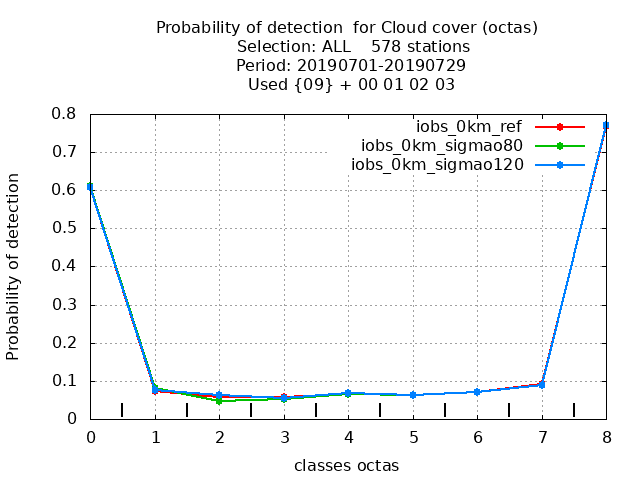 Probability of detection  for Cloud cover (octas)
Selection: ALL    578 stations
Period: 20190701-20190729
Used {09} + 00 01 02 03
iobs_0km_ref
iobs_0km_sigmao80
iobs_0km_sigmao120
Probability of detection
0.8
0.7
0.6
0.5
0.4
0.3
0.2
0.1
0
0 1 2 3 4 5 6 7 8
classes octas